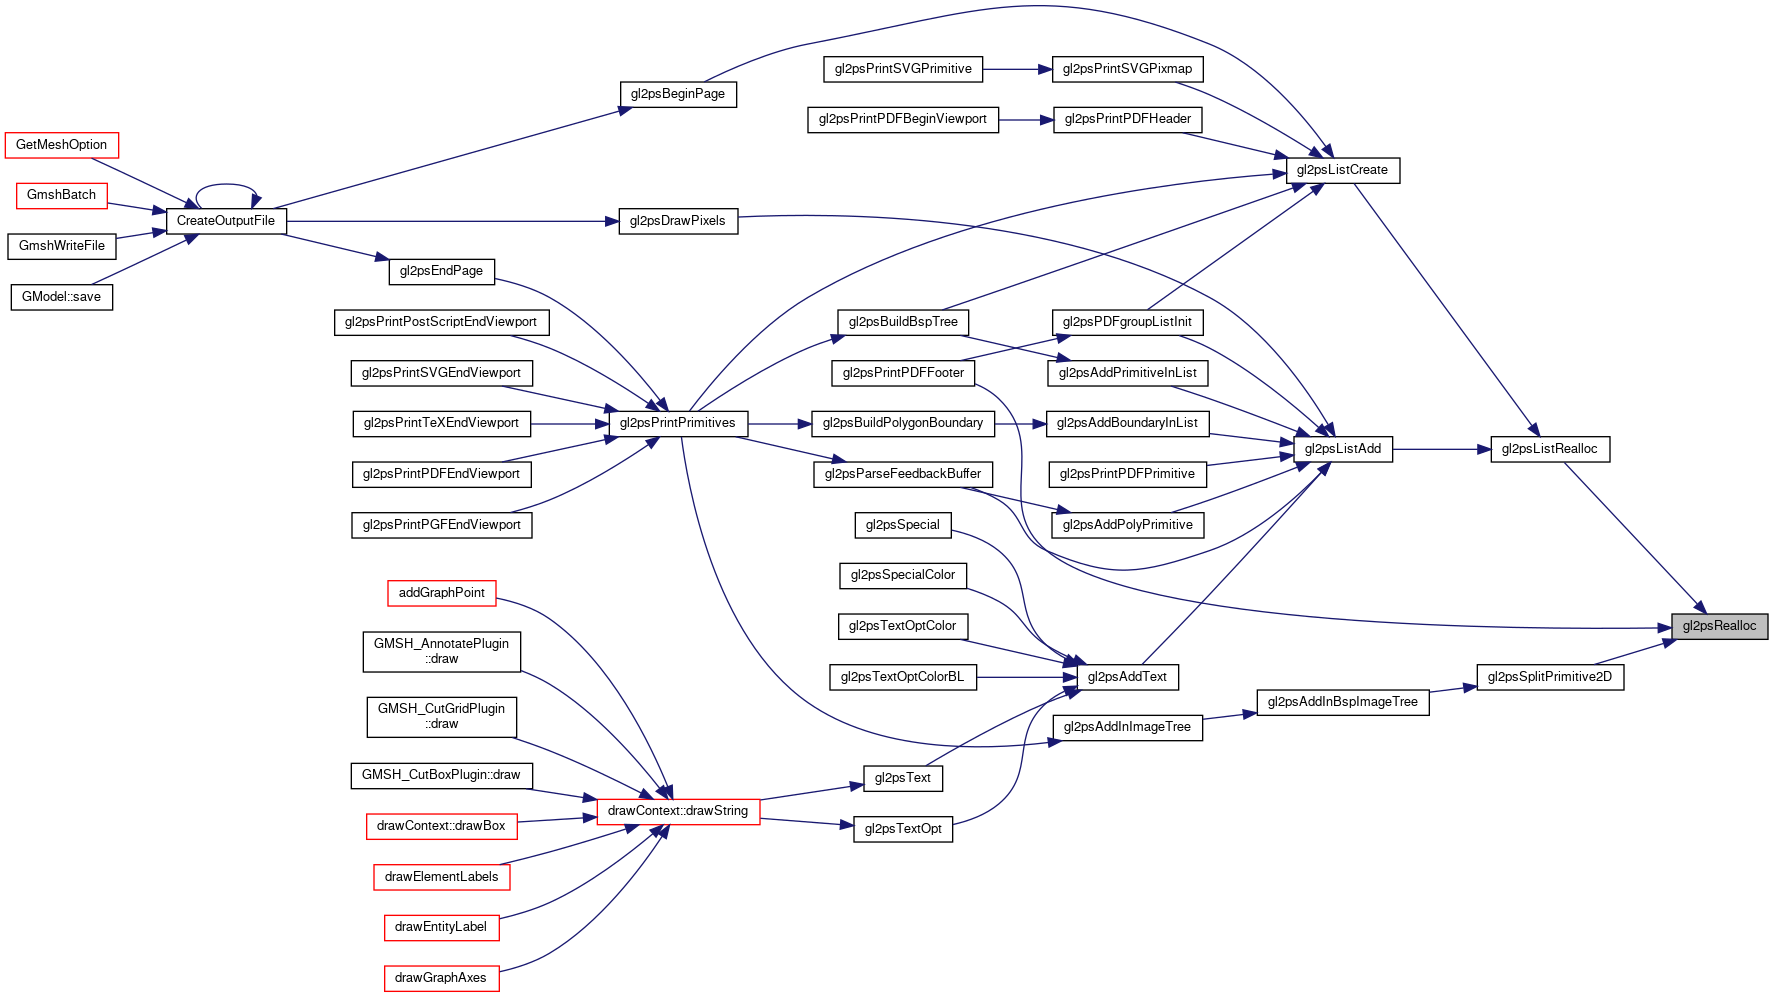 gl2psPrintSVGPrimitive
gl2psPrintSVGPixmap
gl2psBeginPage
gl2psPrintPDFBeginViewport
gl2psPrintPDFHeader
GetMeshOption
gl2psListCreate
GmshBatch
CreateOutputFile
gl2psDrawPixels
GmshWriteFile
gl2psEndPage
GModel::save
gl2psPrintPostScriptEndViewport
gl2psBuildBspTree
gl2psPDFgroupListInit
gl2psPrintSVGEndViewport
gl2psPrintPDFFooter
gl2psAddPrimitiveInList
gl2psPrintTeXEndViewport
gl2psPrintPrimitives
gl2psBuildPolygonBoundary
gl2psAddBoundaryInList
gl2psListAdd
gl2psListRealloc
gl2psPrintPDFEndViewport
gl2psParseFeedbackBuffer
gl2psPrintPDFPrimitive
gl2psPrintPGFEndViewport
gl2psSpecial
gl2psAddPolyPrimitive
gl2psSpecialColor
addGraphPoint
gl2psTextOptColor
gl2psRealloc
GMSH_AnnotatePlugin
::draw
gl2psTextOptColorBL
gl2psAddText
gl2psSplitPrimitive2D
gl2psAddInBspImageTree
GMSH_CutGridPlugin
::draw
gl2psAddInImageTree
GMSH_CutBoxPlugin::draw
gl2psText
drawContext::drawString
drawContext::drawBox
gl2psTextOpt
drawElementLabels
drawEntityLabel
drawGraphAxes